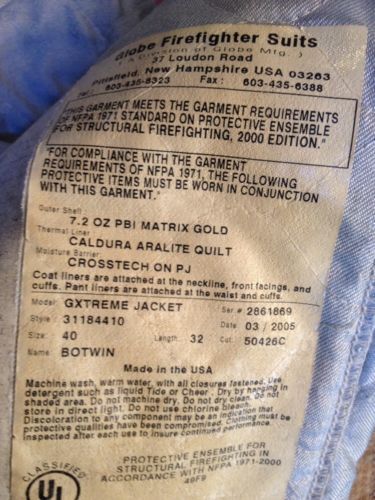 Globe Firefighter Suits
( A Division of Globe Mfg. )
37 Loudon Road
Pittsfield, New Hampshire USA 03263
Tel: 603-435-8323 Fax: 603-435-6388
"THIS GARMENT MEETS THE GARMENT REQUIREMENTS
OF NFPA 1971 STANDARD ON PROTECTIVE ENSEMBLE
FOR STRUCTURAL FIREFIGHTING, 2000 EDITION."
"FOR COMPLIANCE WITH THE GARMENT
REQUIREMENTS OF NFPA 1971, THE FOLLOWING
PROTECTIVE ITEMS MUST BE WORN IN CONJUNCTION
WITH THIS GARMENT:
Outer Shell:
7.2 OZ PBI MATRIX GOLD
Thermal Liner:
CALDURA ARALITE QUILT
Moisture Barrier:
CROSSTECH ON PJ
Coat liners are attached at the neckline, front facings, and
cuffs. Pant liners are attached at the waist and cuffs.
Model: GXTREME JACKET Ser # 2861869
Style: 31184410 Date: 03 / 2005
Size: 40 Length: 32 Cut: 50426C
Name: BOTWIN
Made in the USA
Machine wash, warm water, with all closures fastened. Use
detergent such as liquid Tide or Cheer. Dry by hanging in
shaded area. Do not machine dry. Do not dry clean. Do not
store in direct light. Do not use chlorine bleach.
Discoloration to any component may be an indication that
protective qualities have been compromised. Clothing must be
inspected after each use to insure continued performance.
PROTECTIVE ENSEMBLE FOR
STRUCTURAL FIREFIGHTING IN
ACCORDANCE WITH NFPA 1971-2000
49F9
CLASSIFIED
UL